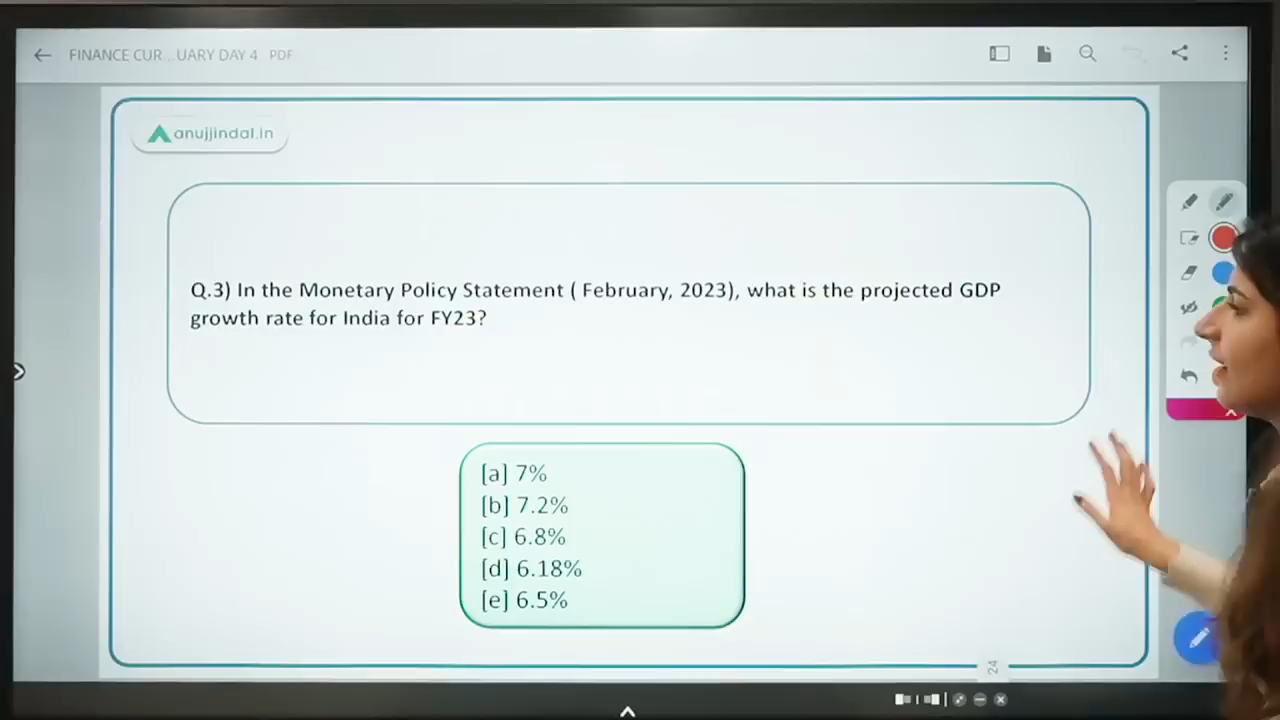 FINANCE CUR...UARY DAY 4 PDF
anujjindal.in
Q.3) In the Monetary Policy Statement ( February, 2023), what is the projected GDP
growth rate for India for FY23?
[a] 7%
[b] 7.2%
[c] 6.8%
[d] 6.18%
[e] 6.5%
24